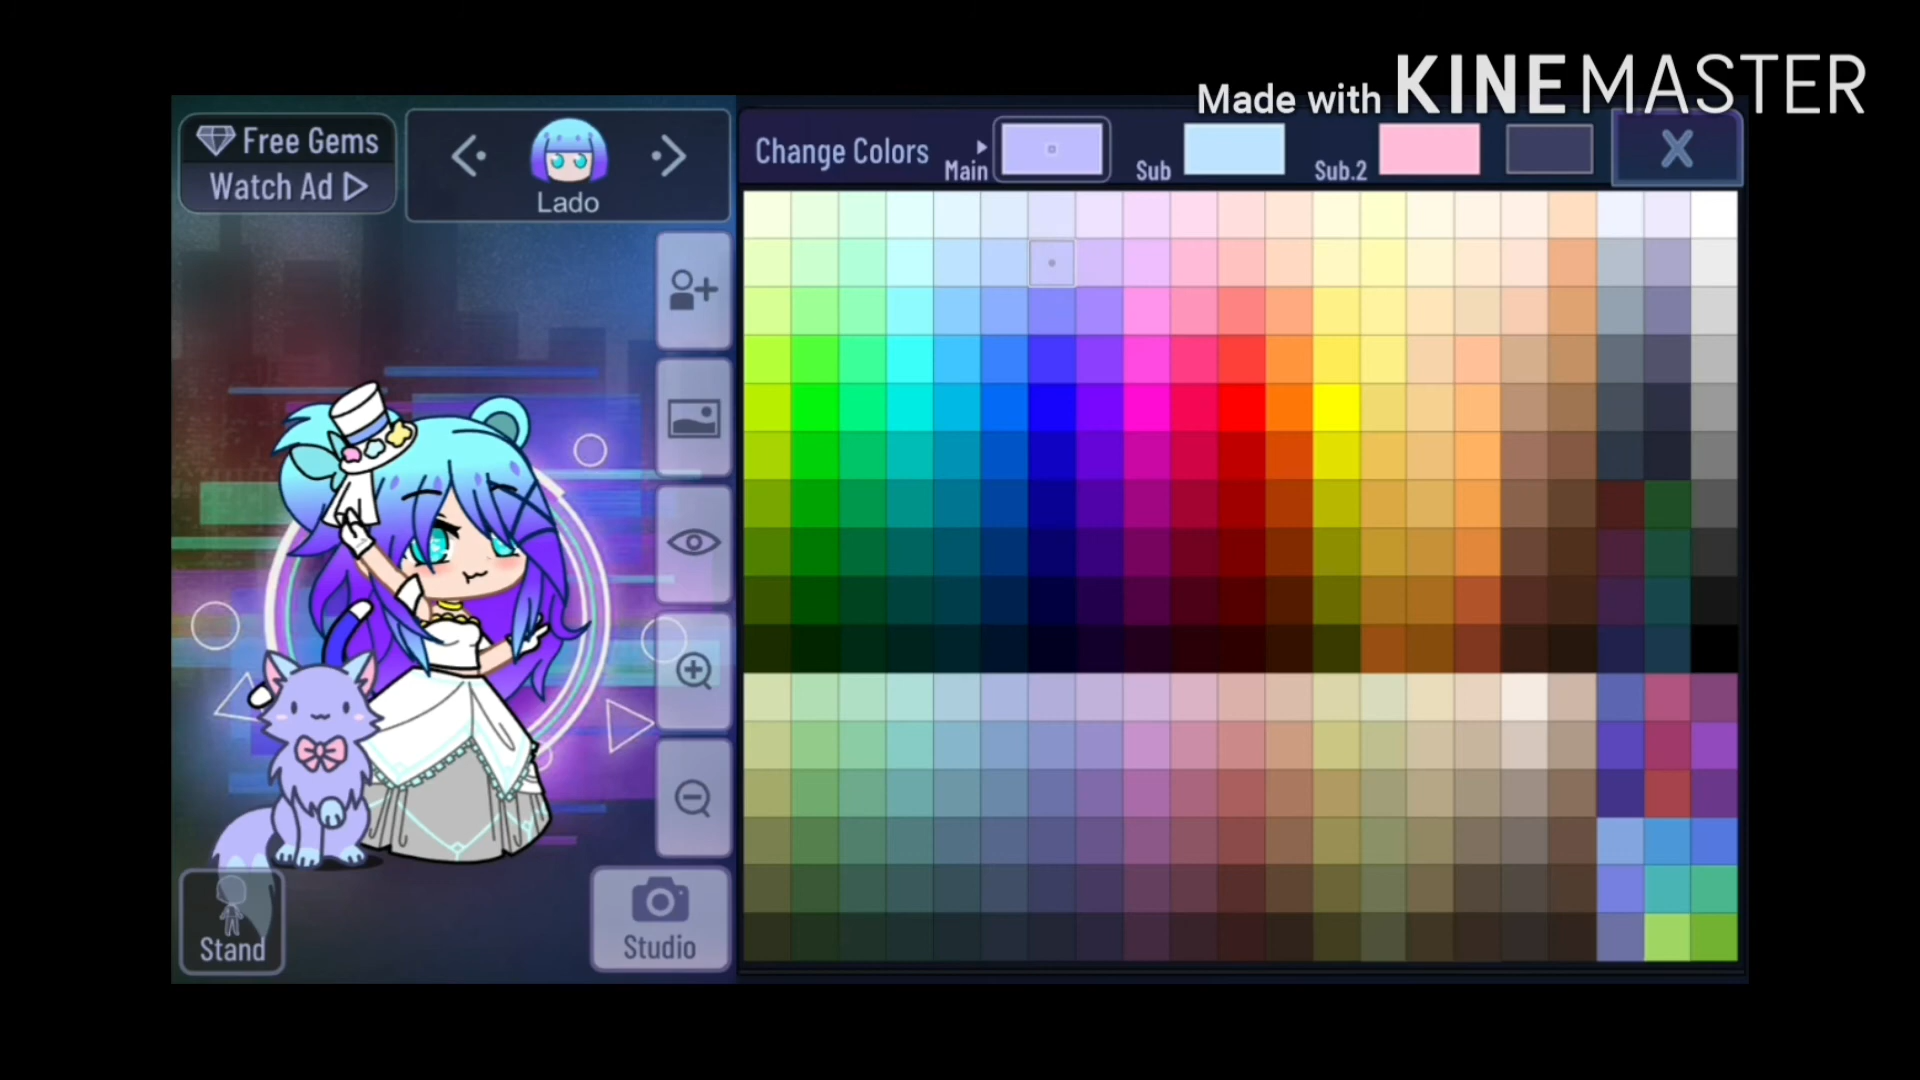 Made with KINEMASTER
Free Gems
Watch Ad
Lado
Change Colors
Main
Sub
Sub.2
X
Stand
Studio